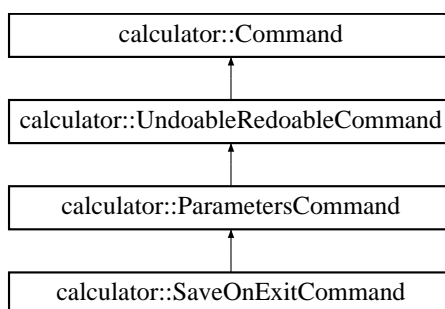 calculator::Command
calculator::UndoableRedoableCommand
calculator::ParametersCommand
calculator::SaveOnExitCommand